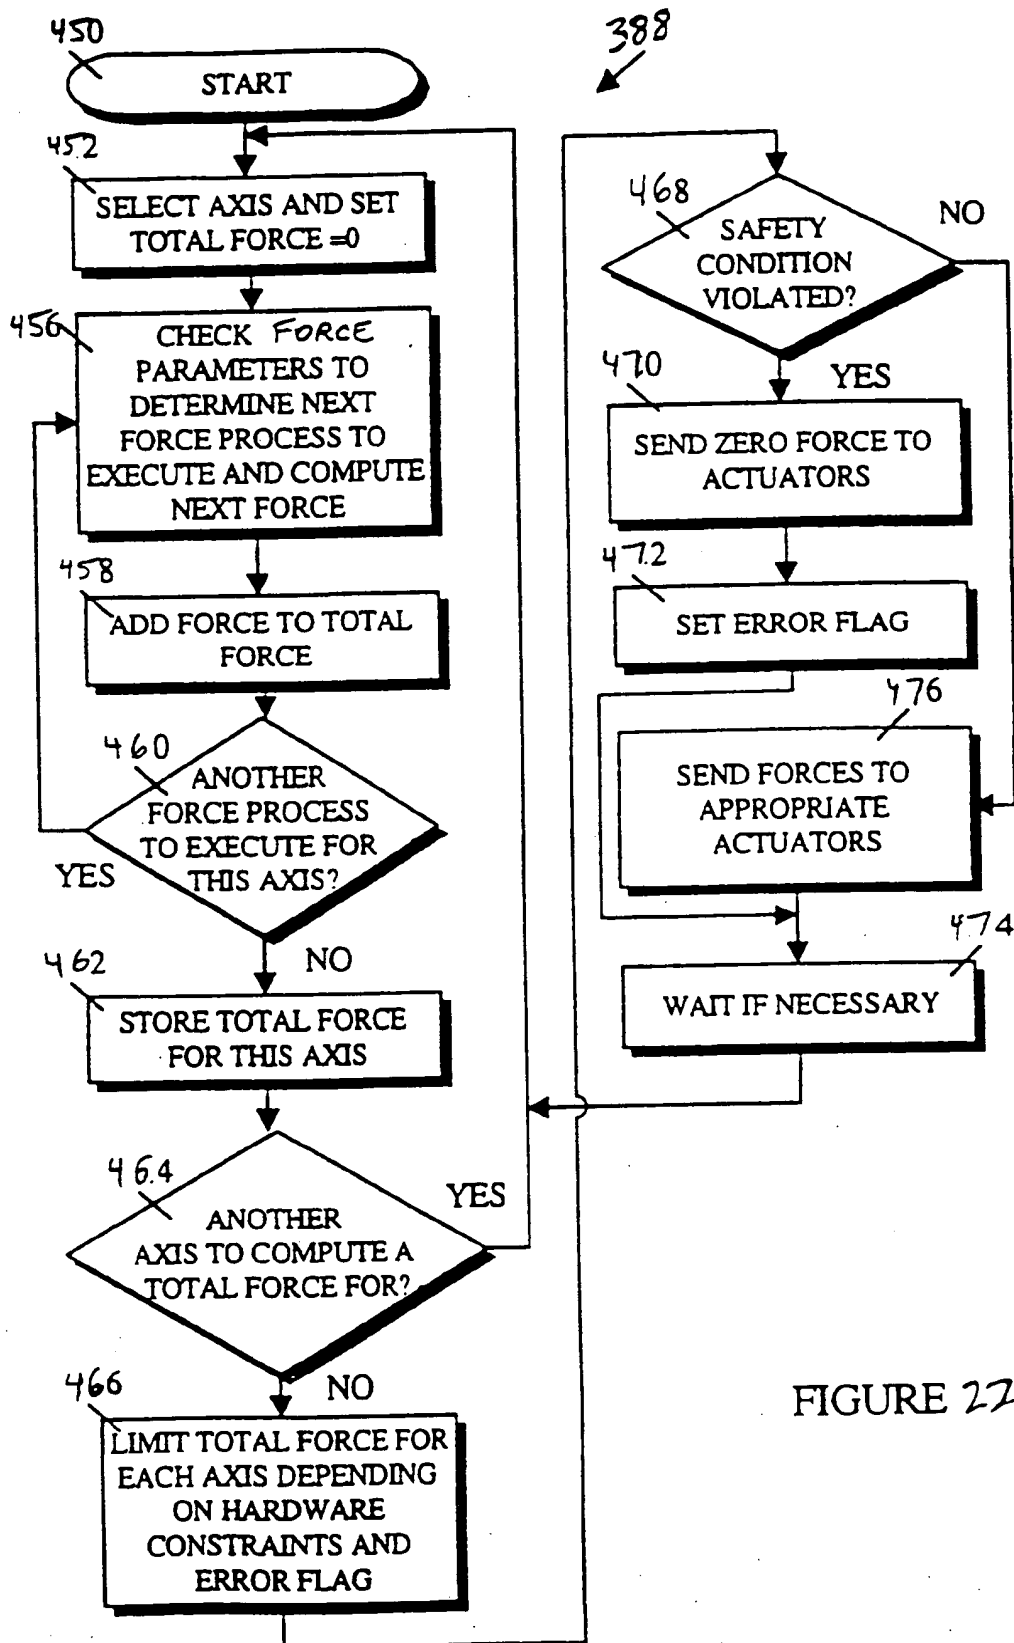 450
START
388
452
SELECT AXIS AND SET
TOTAL FORCE =0
456
CHECK FORCE
PARAMETERS TO
DETERMINE NEXT
FORCE PROCESS TO
EXECUTE AND COMPUTE
NEXT FORCE
458
ADD FORCE TO TOTAL
FORCE
460
ANOTHER
FORCE PROCESS
TO EXECUTE FOR
THIS AXIS?
YES
NO
462
STORE TOTAL FORCE
FOR THIS AXIS
464
YES
ANOTHER
AXIS TO COMPUTE A
TOTAL FORCE FOR?
NO
466
LIMIT TOTAL FORCE FOR
EACH AXIS DEPENDING
ON HARDWARE
CONSTRAINTS AND
ERROR FLAG
468
SAFETY
CONDITION
VIOLATED?
NO
YES
470
SEND ZERO FORCE TO
ACTUATORS
472
SET ERROR FLAG
476
SEND FORCES TO
APPROPRIATE
ACTUATORS
474
WAIT IF NECESSARY
FIGURE 22